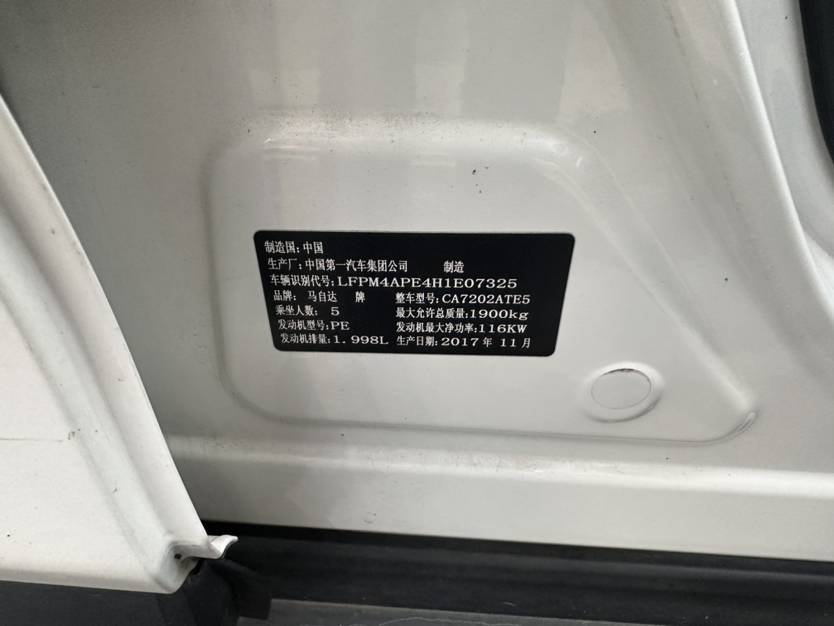 制造国:中国
生产厂:中国第一汽车集团公司 制造
车辆识别代号:LFPM4APE4H1E07325
品牌: 马自达 牌 整车型号:CA7202ATE5
乘坐人数: 5 最大允许总质量:1900kg
发动机型号:PE 发动机最大净功率:116KW
发动机排量:1.998L 生产日期:2017年 11月